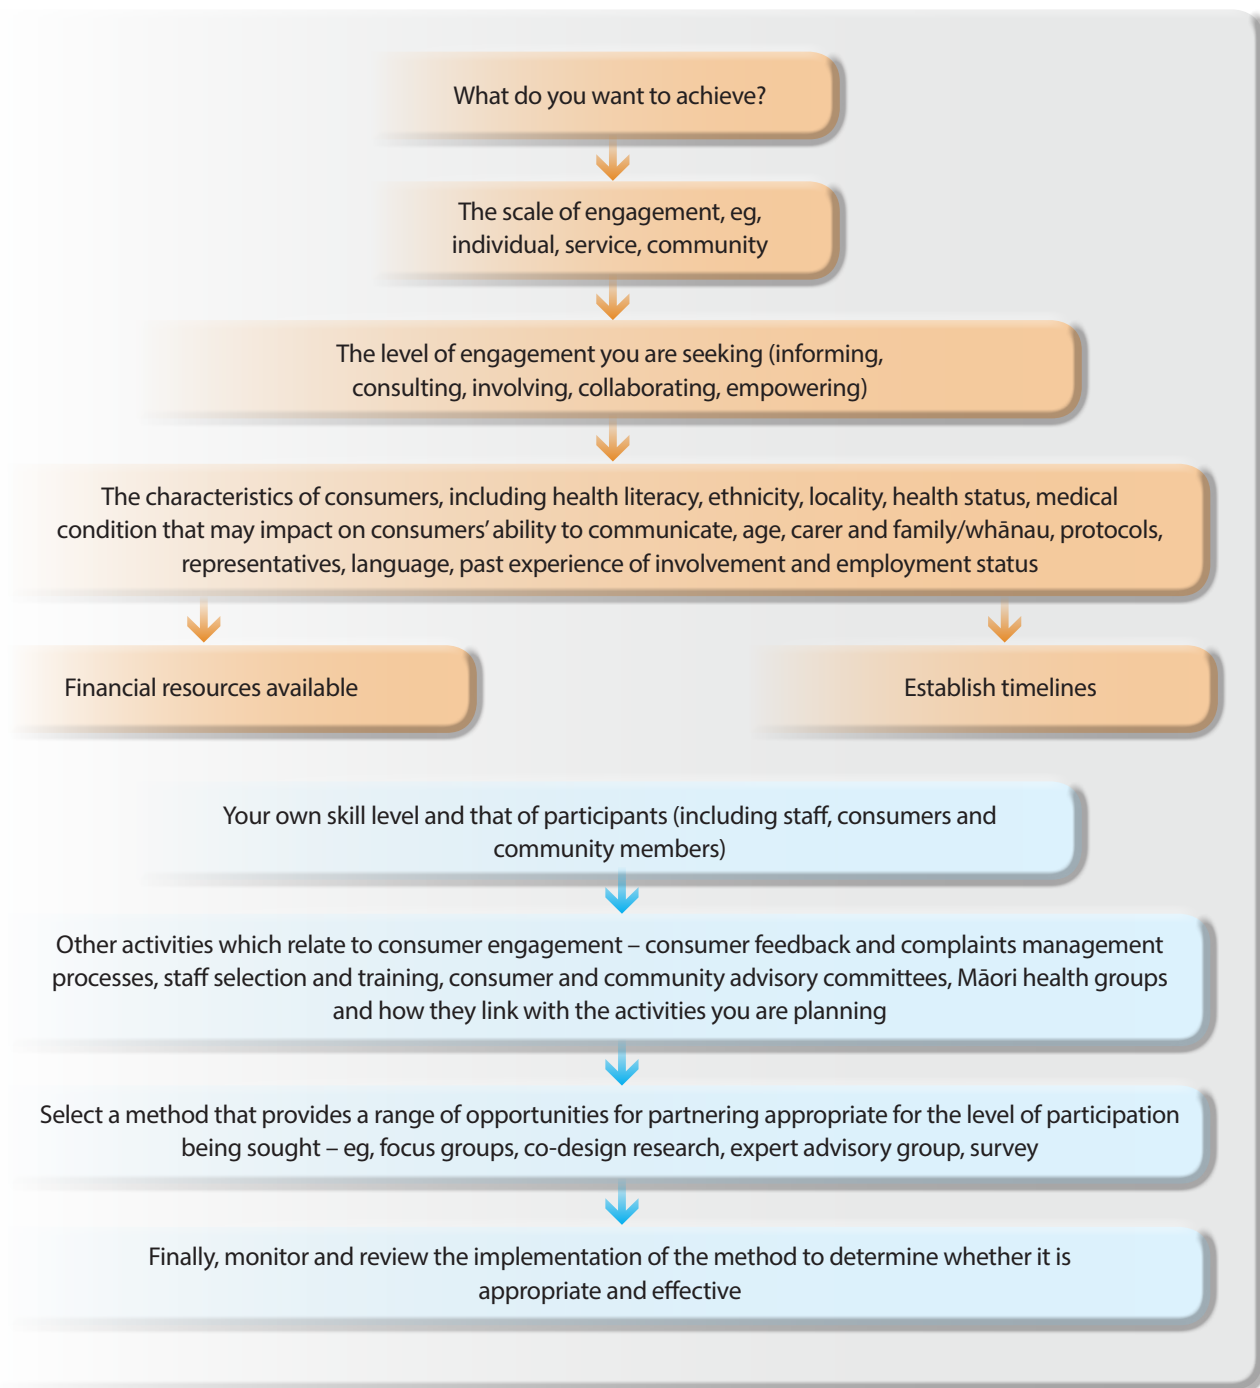 What do you want to achieve?
The scale of engagement, eg,
individual, service, community
The level of engagement you are seeking (informing,
consulting, involving, collaborating, empowering)
The characteristics of consumers, including health literacy, ethnicity, locality, health status, medical
condition that may impact on consumers’ ability to communicate, age, carer and family/whānau, protocols,
representatives, language, past experience of involvement and employment status
Financial resources available
Establish timelines
Your own skill level and that of participants (including staff, consumers and
community members)
Other activities which relate to consumer engagement – consumer feedback and complaints management
processes, staff selection and training, consumer and community advisory committees, Māori health groups
and how they link with the activities you are planning
Select a method that provides a range of opportunities for partnering appropriate for the level of participation
being sought – eg, focus groups, co-design research, expert advisory group, survey
Finally, monitor and review the implementation of the method to determine whether it is
appropriate and effective